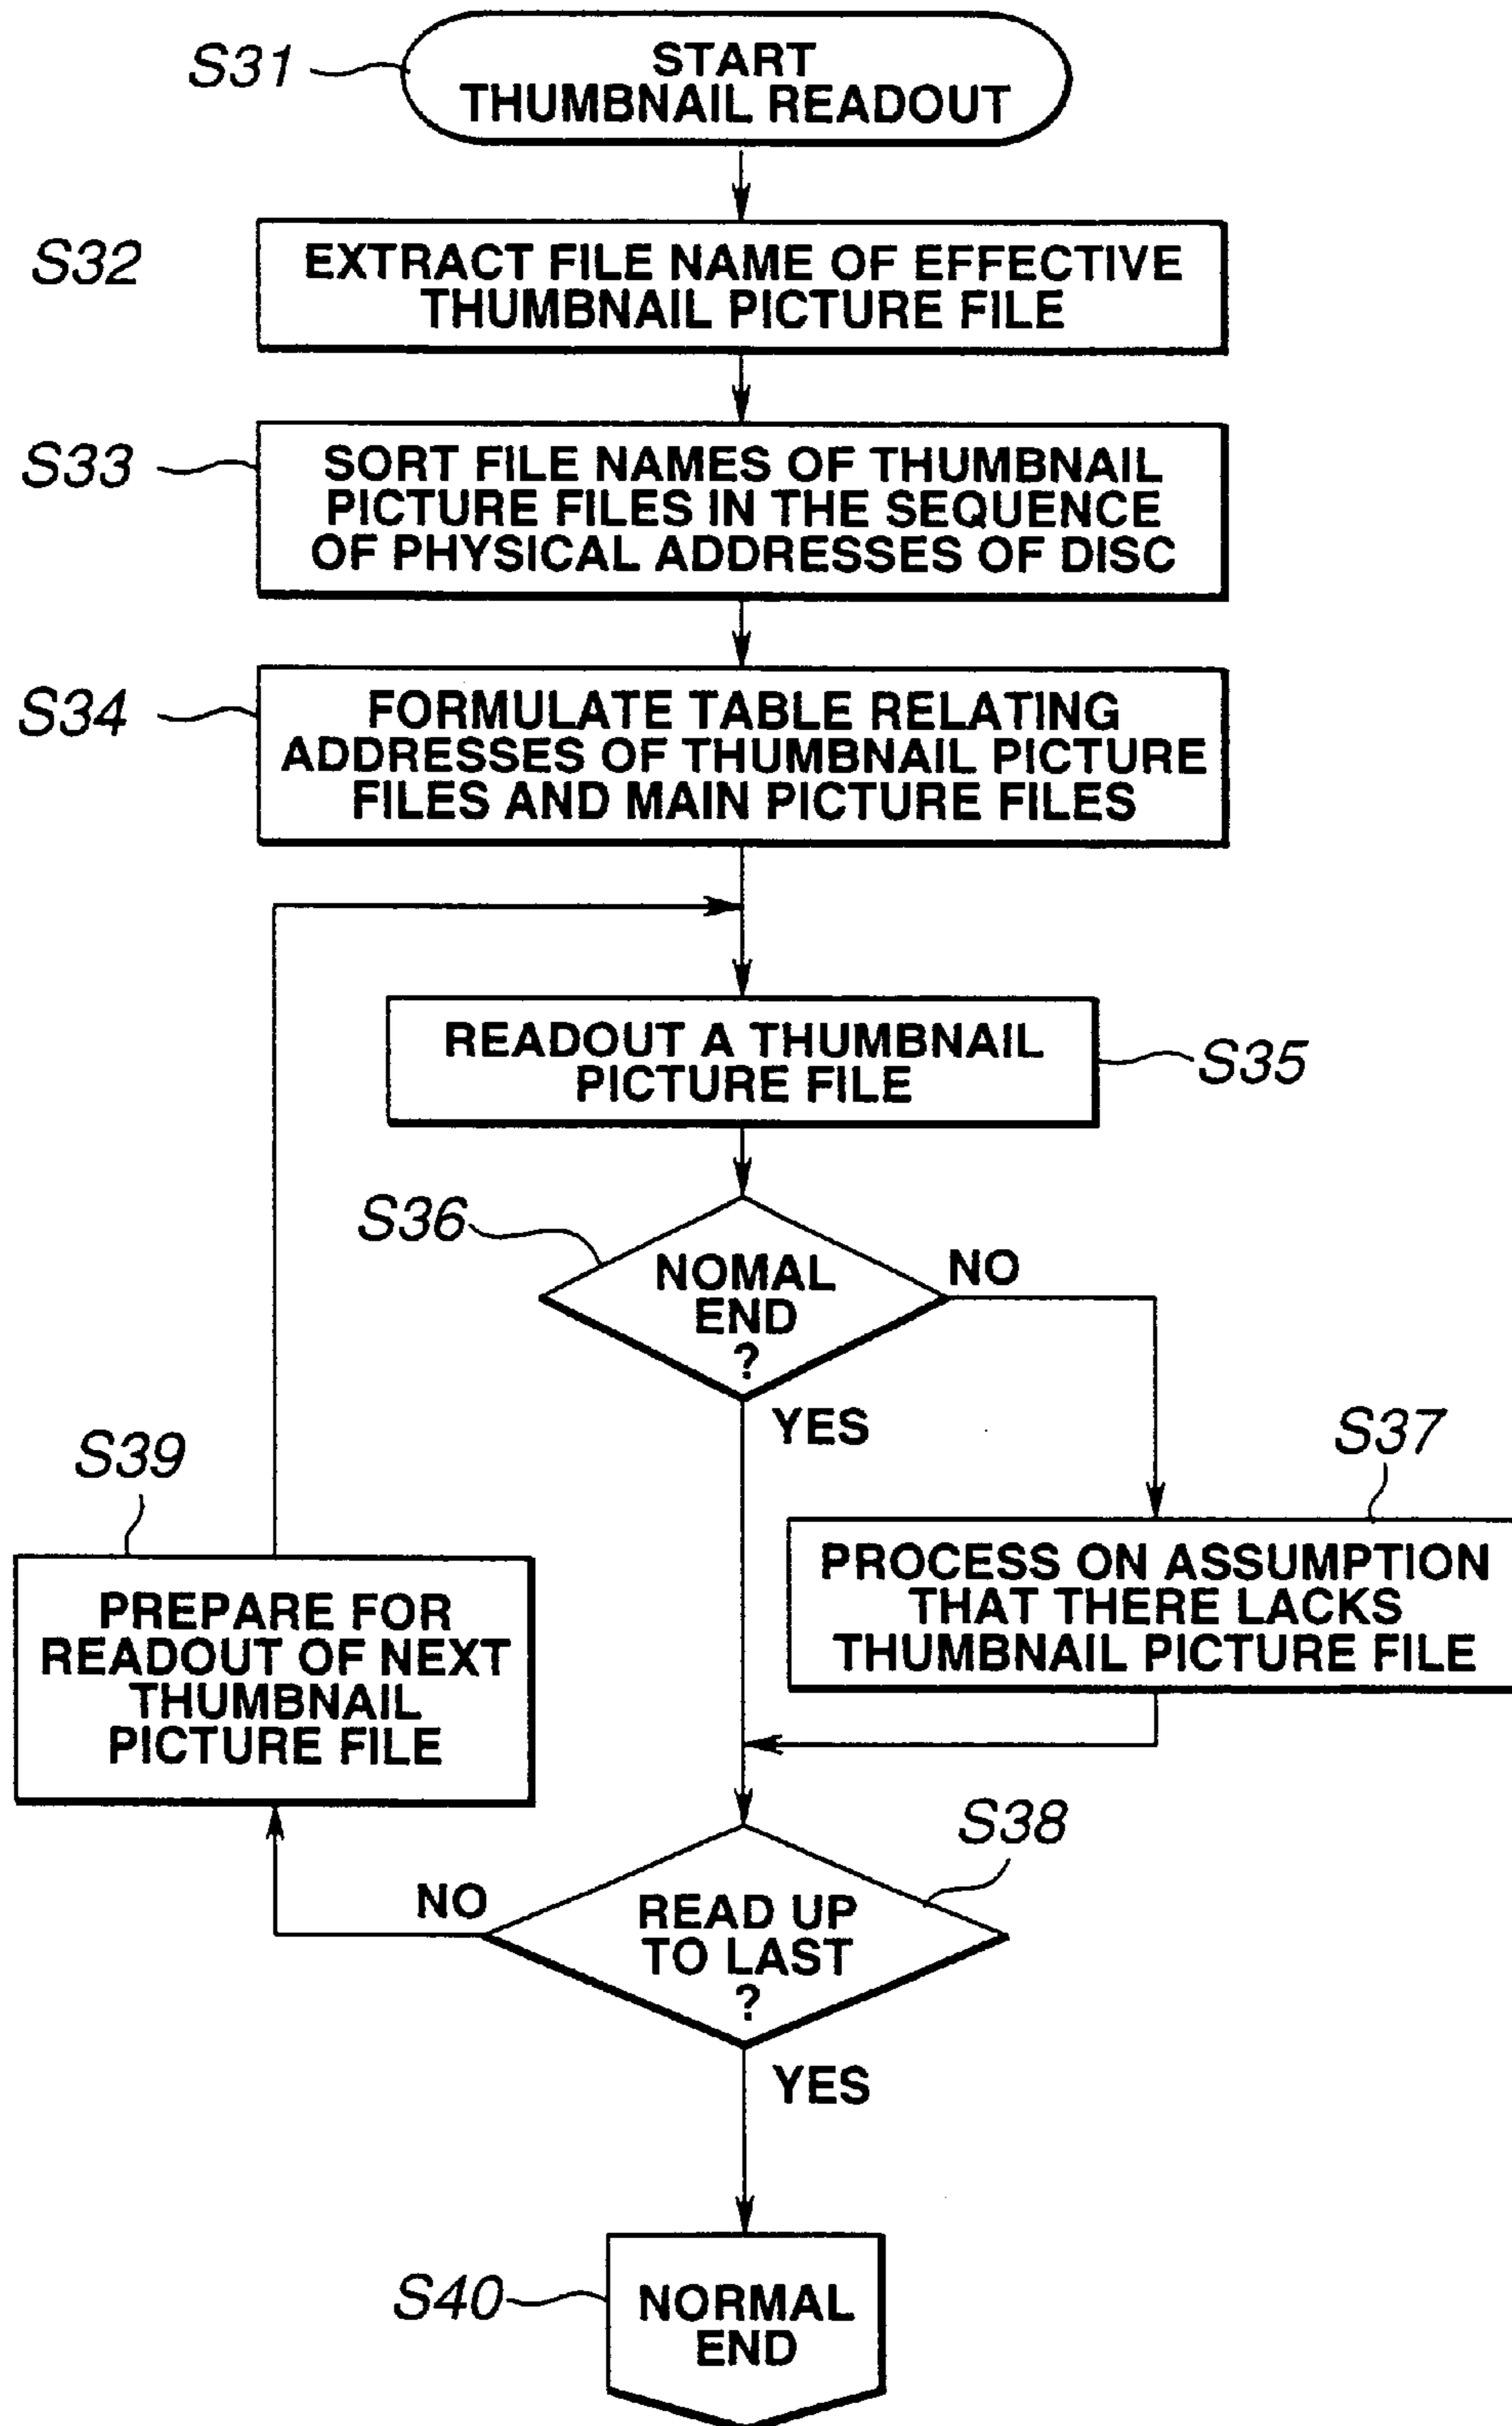 S31
START
THUMBNAIL READOUT
S32
EXTRACT FILE NAME OF EFFECTIVE
THUMBNAIL PICTURE FILE
S33
SORT FILE NAMES OF THUMBNAIL
PICTURE FILES IN THE SEQUENCE
OF PHYSICAL ADDRESSES OF DISC
S34
FORMULATE TABLE RELATING
ADDRESSES OF THUMBNAIL PICTURE
FILES AND MAIN PICTURE FILES
READOUT A THUMBNAIL
PICTURE FILE
S35
S36
NOMAL
END
?
NO
YES
S37
PROCESS ON ASSUMPTION
THAT THERE LACKS
THUMBNAIL PICTURE FILE
S39
PREPARE FOR
READOUT OF NEXT
THUMBNAIL
PICTURE FILE
S38
NO
READ UP
TO LAST
?
YES
S40
NORMAL
END